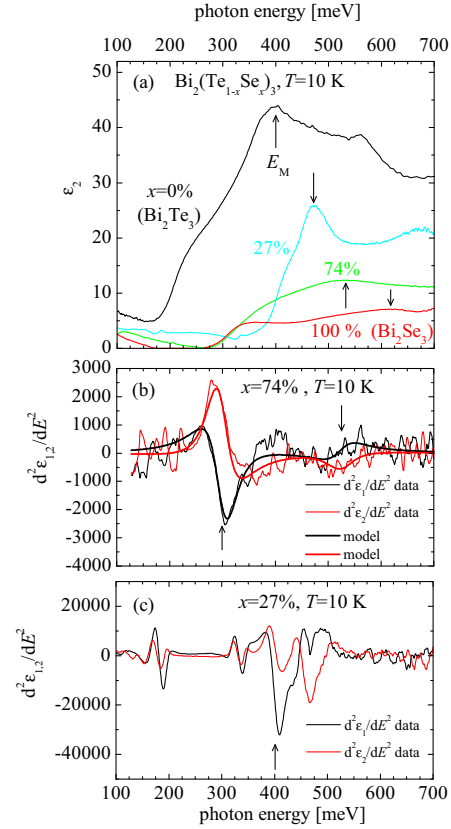 photon energy [meV]
100 200 300 400 500 600 700
(a) Bi2(Te1-xSex)3, T=10 K
50
40
30
20
10
0
ε2
EM
x=0%
(Bi2Te3)
27%
74%
100 % (Bi2Se3)
(b) x=74% , T=10 K
3000
2000
1000
0
-1000
-2000
-3000
-4000
d²ε1,2/dE²
d²ε1/dE² data
d²ε2/dE² data
model
model
(c) x=27%, T=10 K
20000
0
-20000
-40000
d²ε1,2/dE²
d²ε1/dE² data
d²ε2/dE² data
100 200 300 400 500 600 700
photon energy [meV]